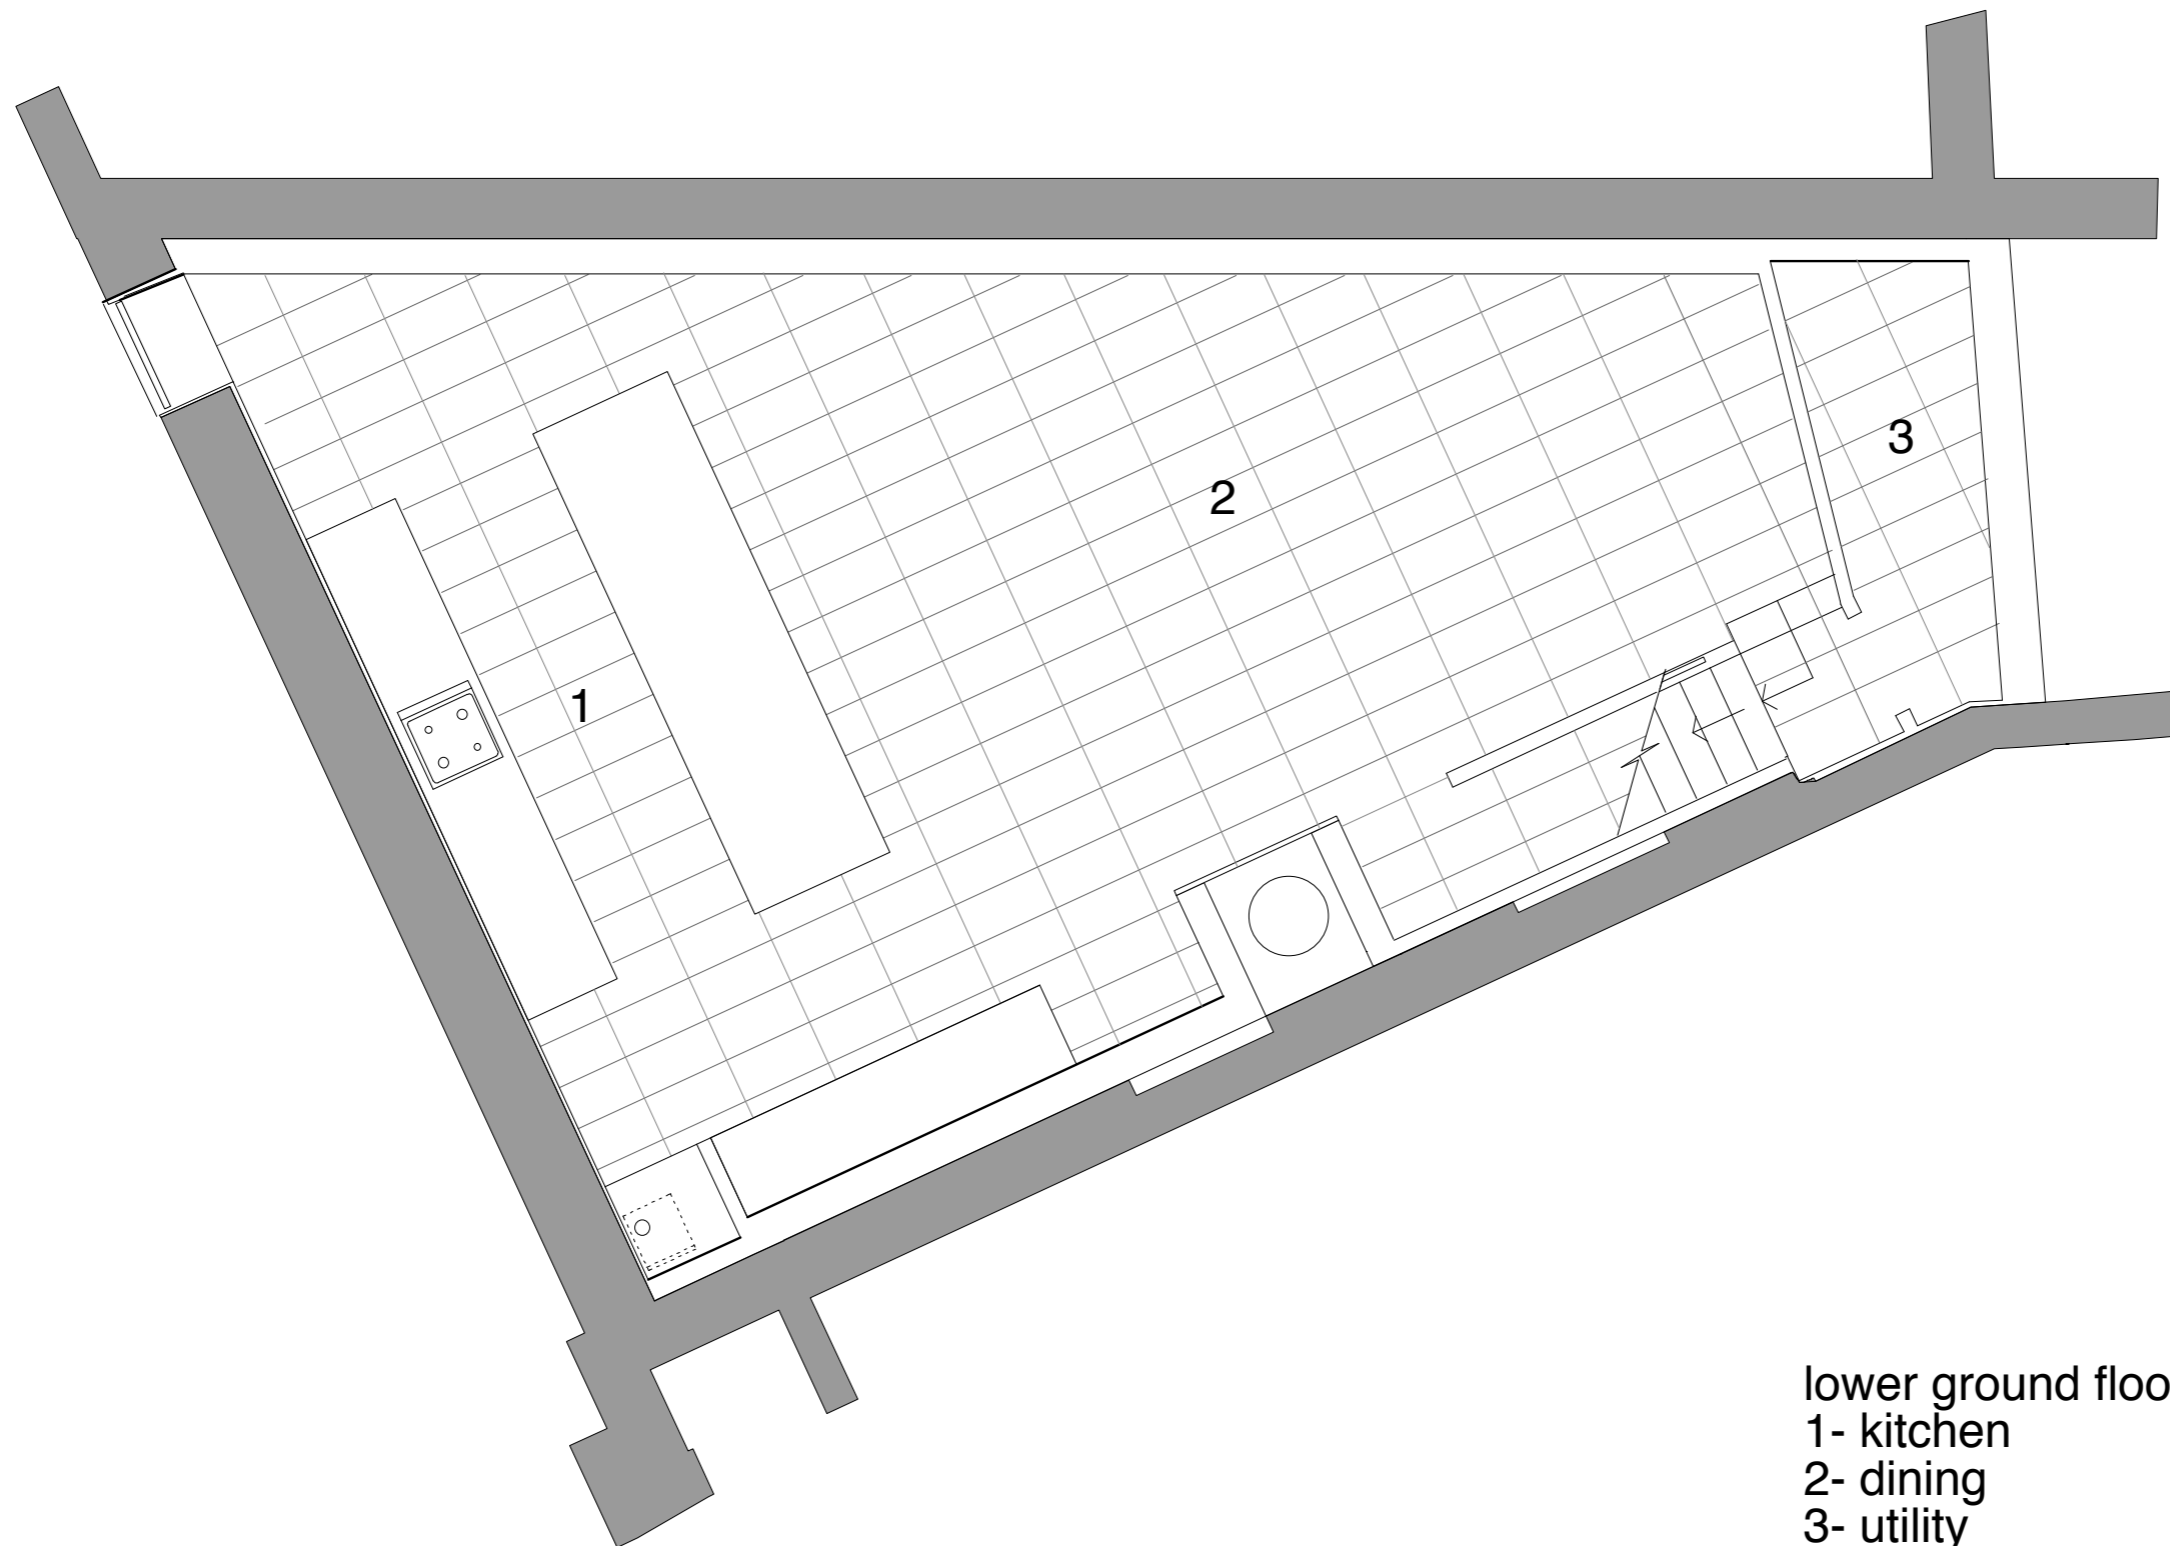 3
2
1
lower ground floo
1- kitchen
2- dining
3- utility